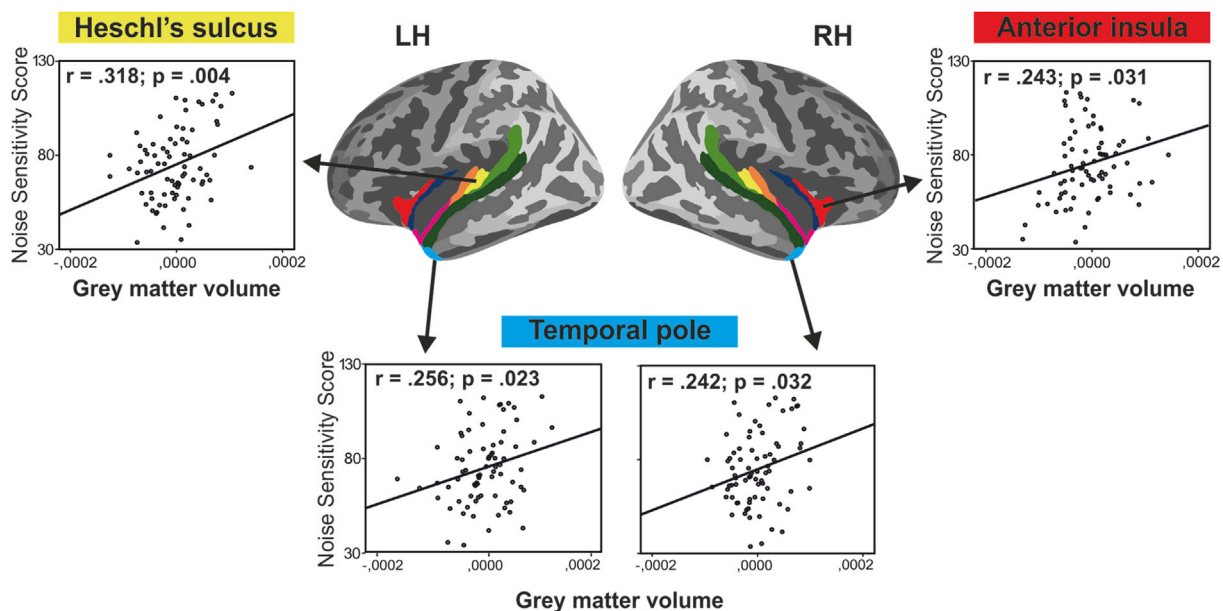 Heschl's sulcus
LH
RH
Anterior insula
r = .318; p = .004
Noise Sensitivity Score
130
80
30
-,0002
,0000
,0002
Grey matter volume
r = .243; p = .031
Noise Sensitivity Score
130
80
30
-,0002
,0000
,0002
Grey matter volume
Temporal pole
r = .256; p = .023
Noise Sensitivity Score
130
80
30
-,0002
,0000
,0002
r = .242; p = .032
-,0002
,0000
,0002
Grey matter volume